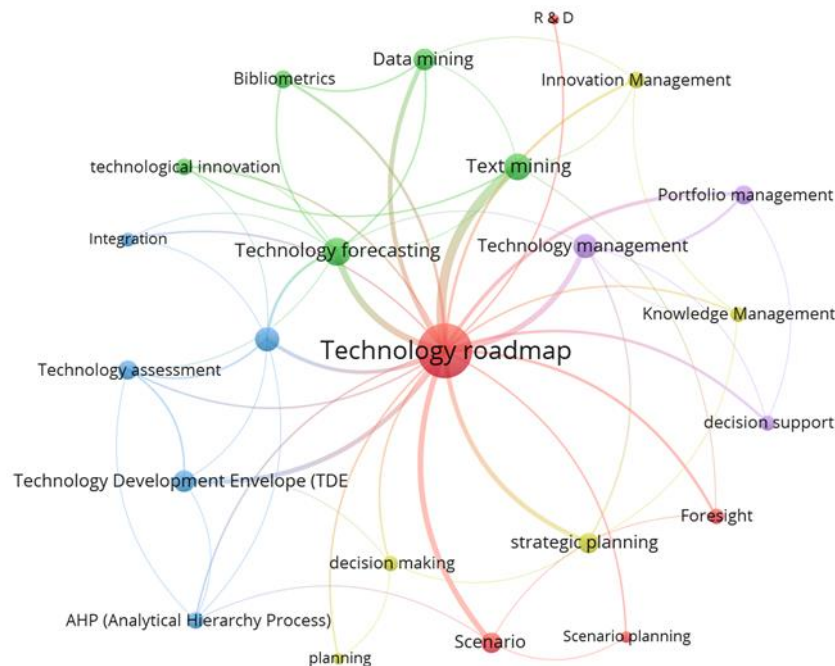 R & D
Data mining
Bibliometrics
Innovation Management
technological innovation
Text mining
Portfolio management
Integration
Technology forecasting
Technology management
Knowledge Management
Technology roadmap
Technology assessment
decision support
Technology Development Envelope (TDE
Foresight
strategic planning
decision making
AHP (Analytical Hierarchy Process)
Scenario
Scenario planning
planning